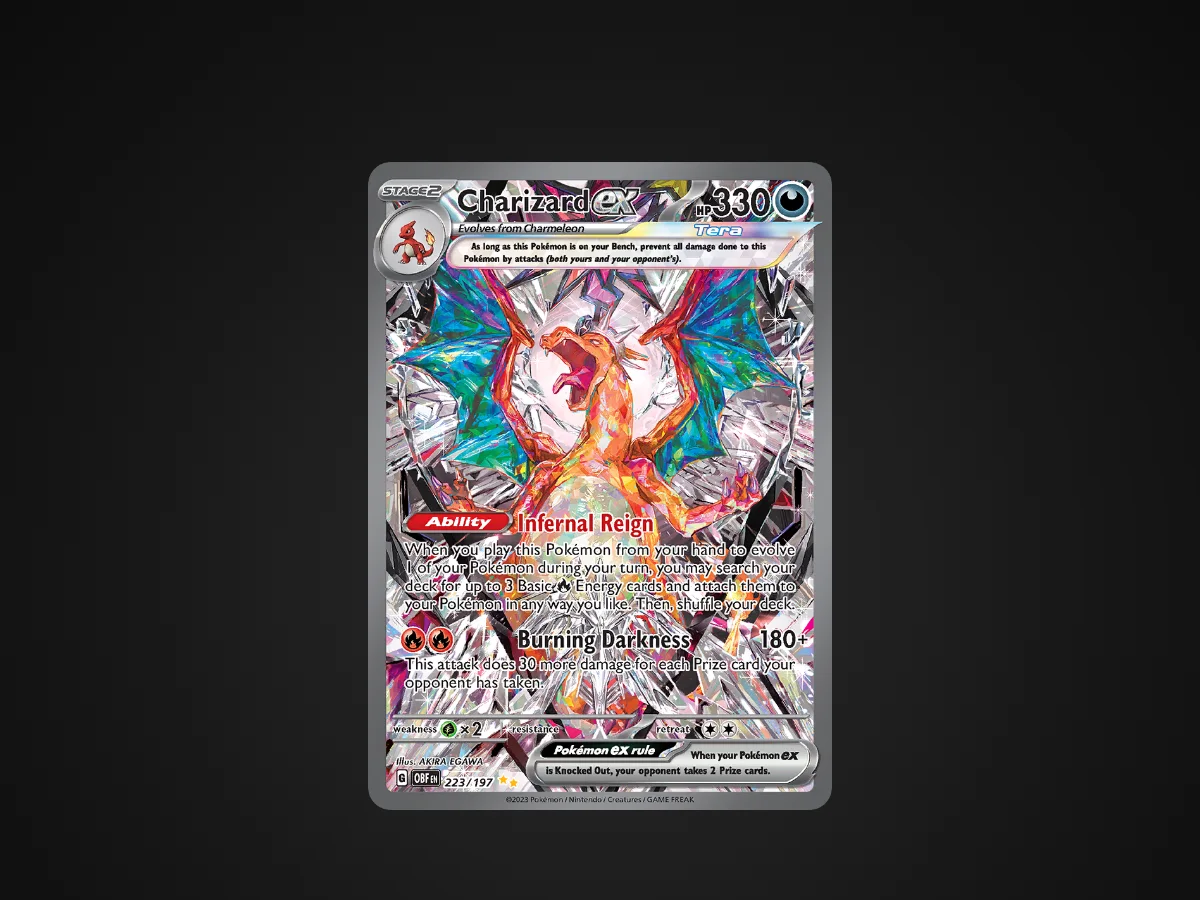 STAGE2
Charizard ex
HP 330
Evolves from Charmeleon
Tera
As long as this Pokémon is on your Bench, prevent all damage done to this
Pokémon by attacks (both yours and your opponent's).
Ability Infernal Reign
When you play this Pokémon from your hand to evolve
1 of your Pokémon during your turn, you may search your
deck for up to 3 Basic Energy cards and attach them to
your Pokémon in any way you like. Then, shuffle your deck.
Burning Darkness 180+
This attack does 30 more damage for each Prize card your
opponent has taken.
weakness ×2 resistance retreat
Illus. AKIRA EGAWA
G OBF EN 223/197
Pokémon ex rule
When your Pokémon ex
is Knocked Out, your opponent takes 2 Prize cards.
©2023 Pokémon / Nintendo / Creatures / GAME FREAK